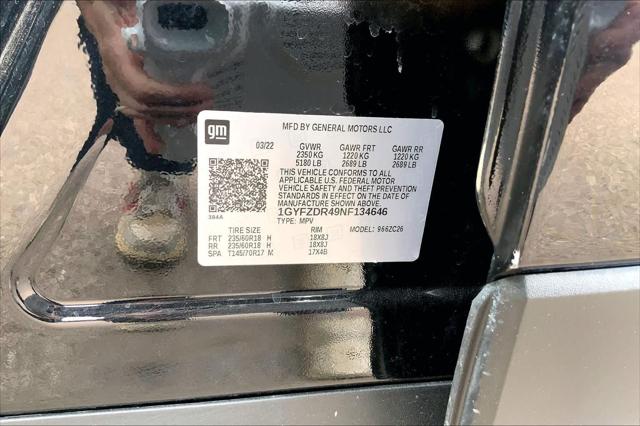 gm
MFD BY GENERAL MOTORS LLC
03/22 GVWR GAWR FRT GAWR RR
2350 KG 1220 KG 1220 KG
5180 LB 2689 LB 2689 LB
THIS VEHICLE CONFORMS TO ALL
APPLICABLE U.S. FEDERAL MOTOR
VEHICLE SAFETY AND THEFT PREVENTION
STANDARDS IN EFFECT ON THE DATE OF
MANUFACTURE SHOWN ABOVE.
1GYFZDR49NF134646
384A TYPE: MPV
TIRE SIZE RIM MODEL: 966ZC26
FRT 235/60R18 H 18X8J
RR 235/60R18 H 18X8J
SPA T145/70R17 M 17X4B